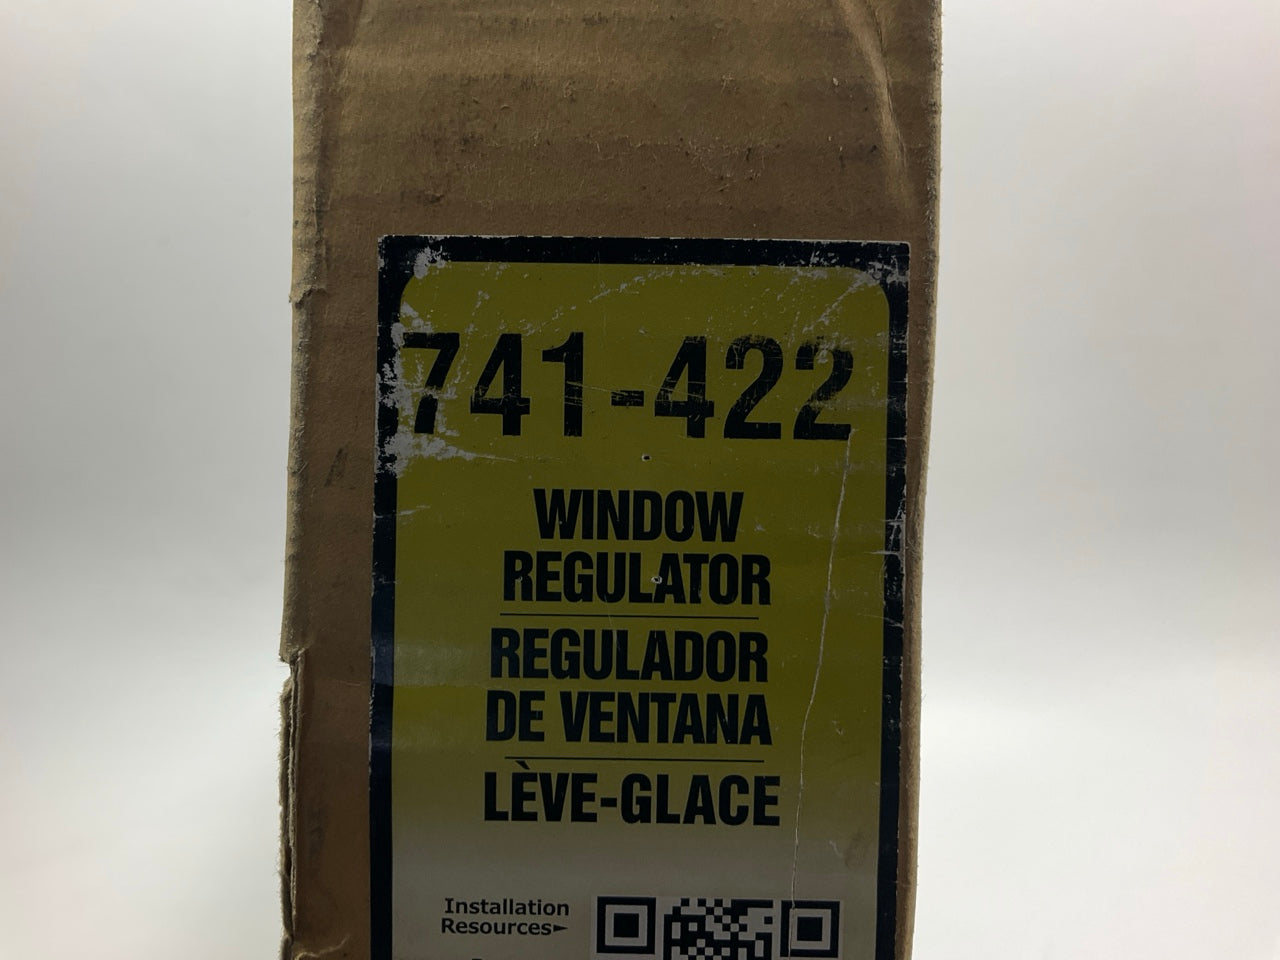 741-422
WINDOW
REGULATOR
REGULADOR
DE VENTANA
LÈVE-GLACE
Installation
Resources